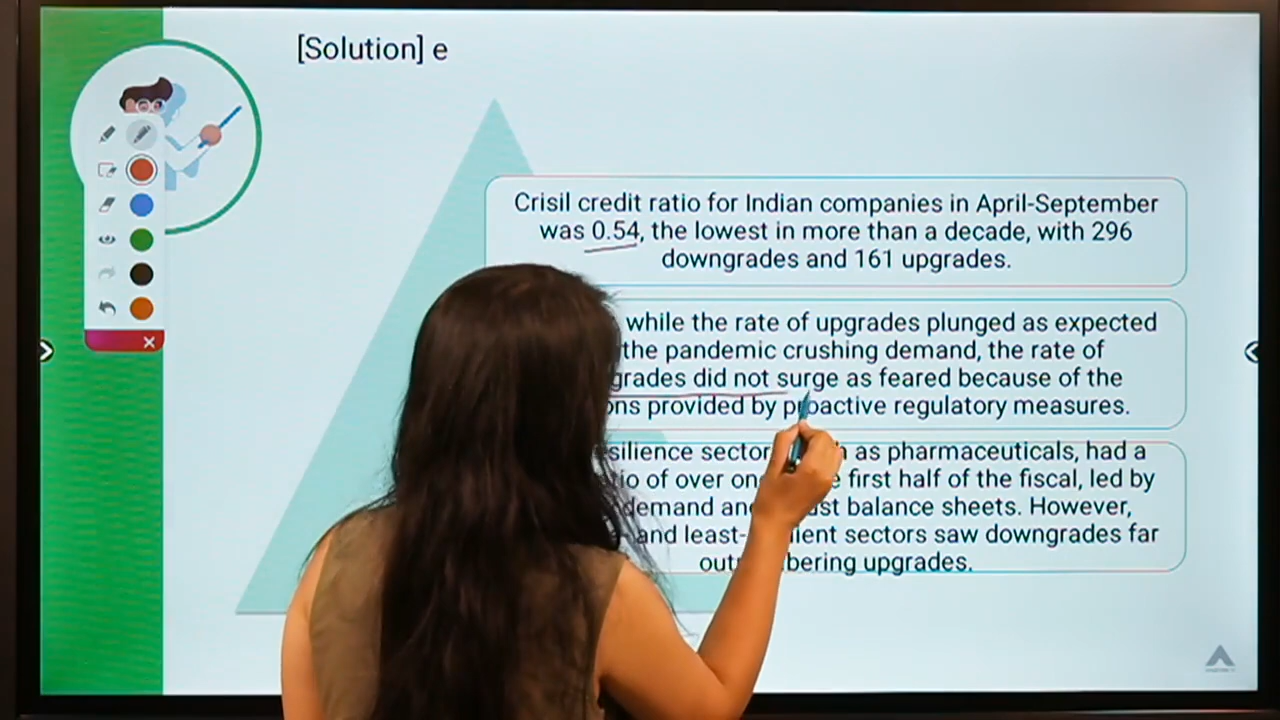 [Solution] e
Crisil credit ratio for Indian companies in April-September
was 0.54, the lowest in more than a decade, with 296
downgrades and 161 upgrades.
while the rate of upgrades plunged as expected
the pandemic crushing demand, the rate of
grades did not surge as feared because of the
ons provided by proactive regulatory measures.
silience sector as pharmaceuticals, had a
io of over on first half of the fiscal, led by
demand an st balance sheets. However,
and least- lient sectors saw downgrades far
out bering upgrades.